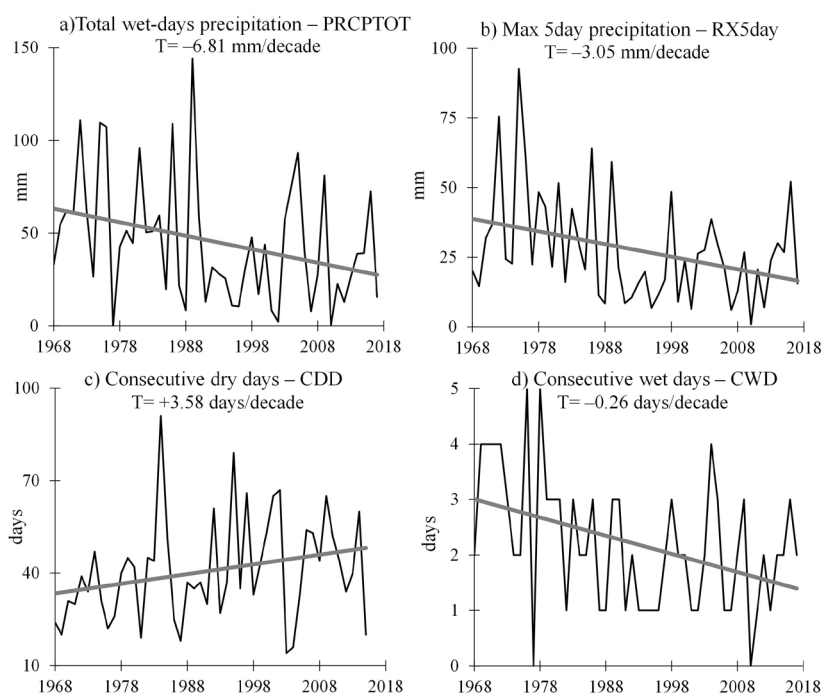 a)Total wet-days precipitation – PRCPTOT
T= –6.81 mm/decade
150
100
50
0
mm
1968 1978 1988 1998 2008 2018
b) Max 5day precipitation – RX5day
T= –3.05 mm/decade
100
75
50
25
0
mm
1968 1978 1988 1998 2008 2018
c) Consecutive dry days – CDD
T= +3.58 days/decade
100
70
40
10
days
1968 1978 1988 1998 2008 2018
d) Consecutive wet days – CWD
T= –0.26 days/decade
5
4
3
2
1
0
days
1968 1978 1988 1998 2008 2018